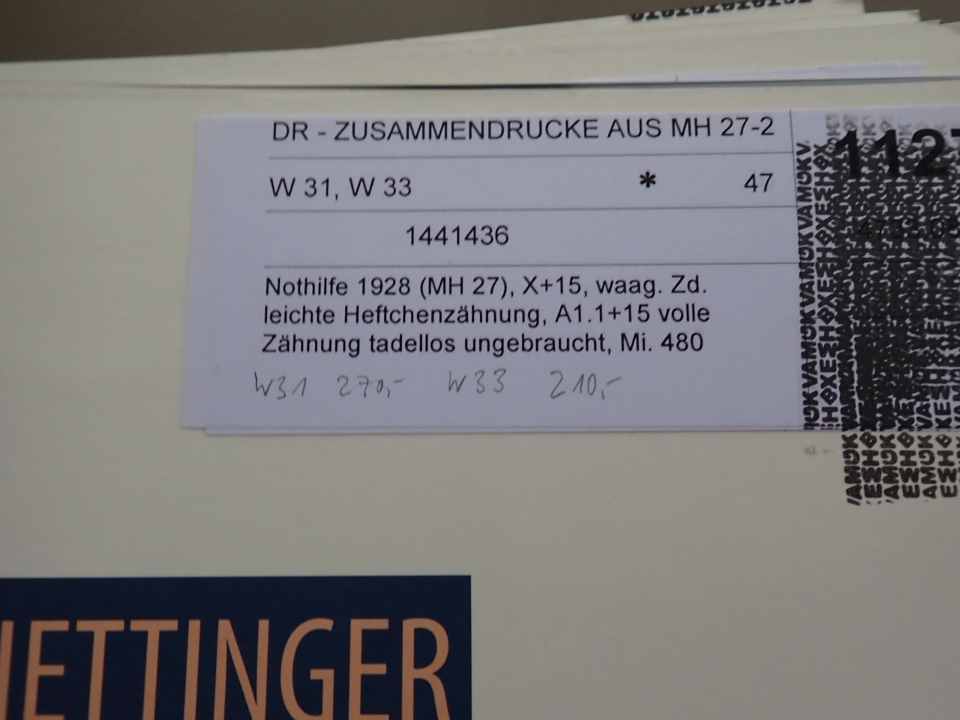 DR - ZUSAMMENDRUCKE AUS MH 27-2
W 31, W 33 * 47
1441436
Nothilfe 1928 (MH 27), X+15, waag. Zd.
leichte Heftchenzähnung, A1.1+15 volle
Zähnung tadellos ungebraucht, Mi. 480
W31 270,- W33 210,-
ETTINGER